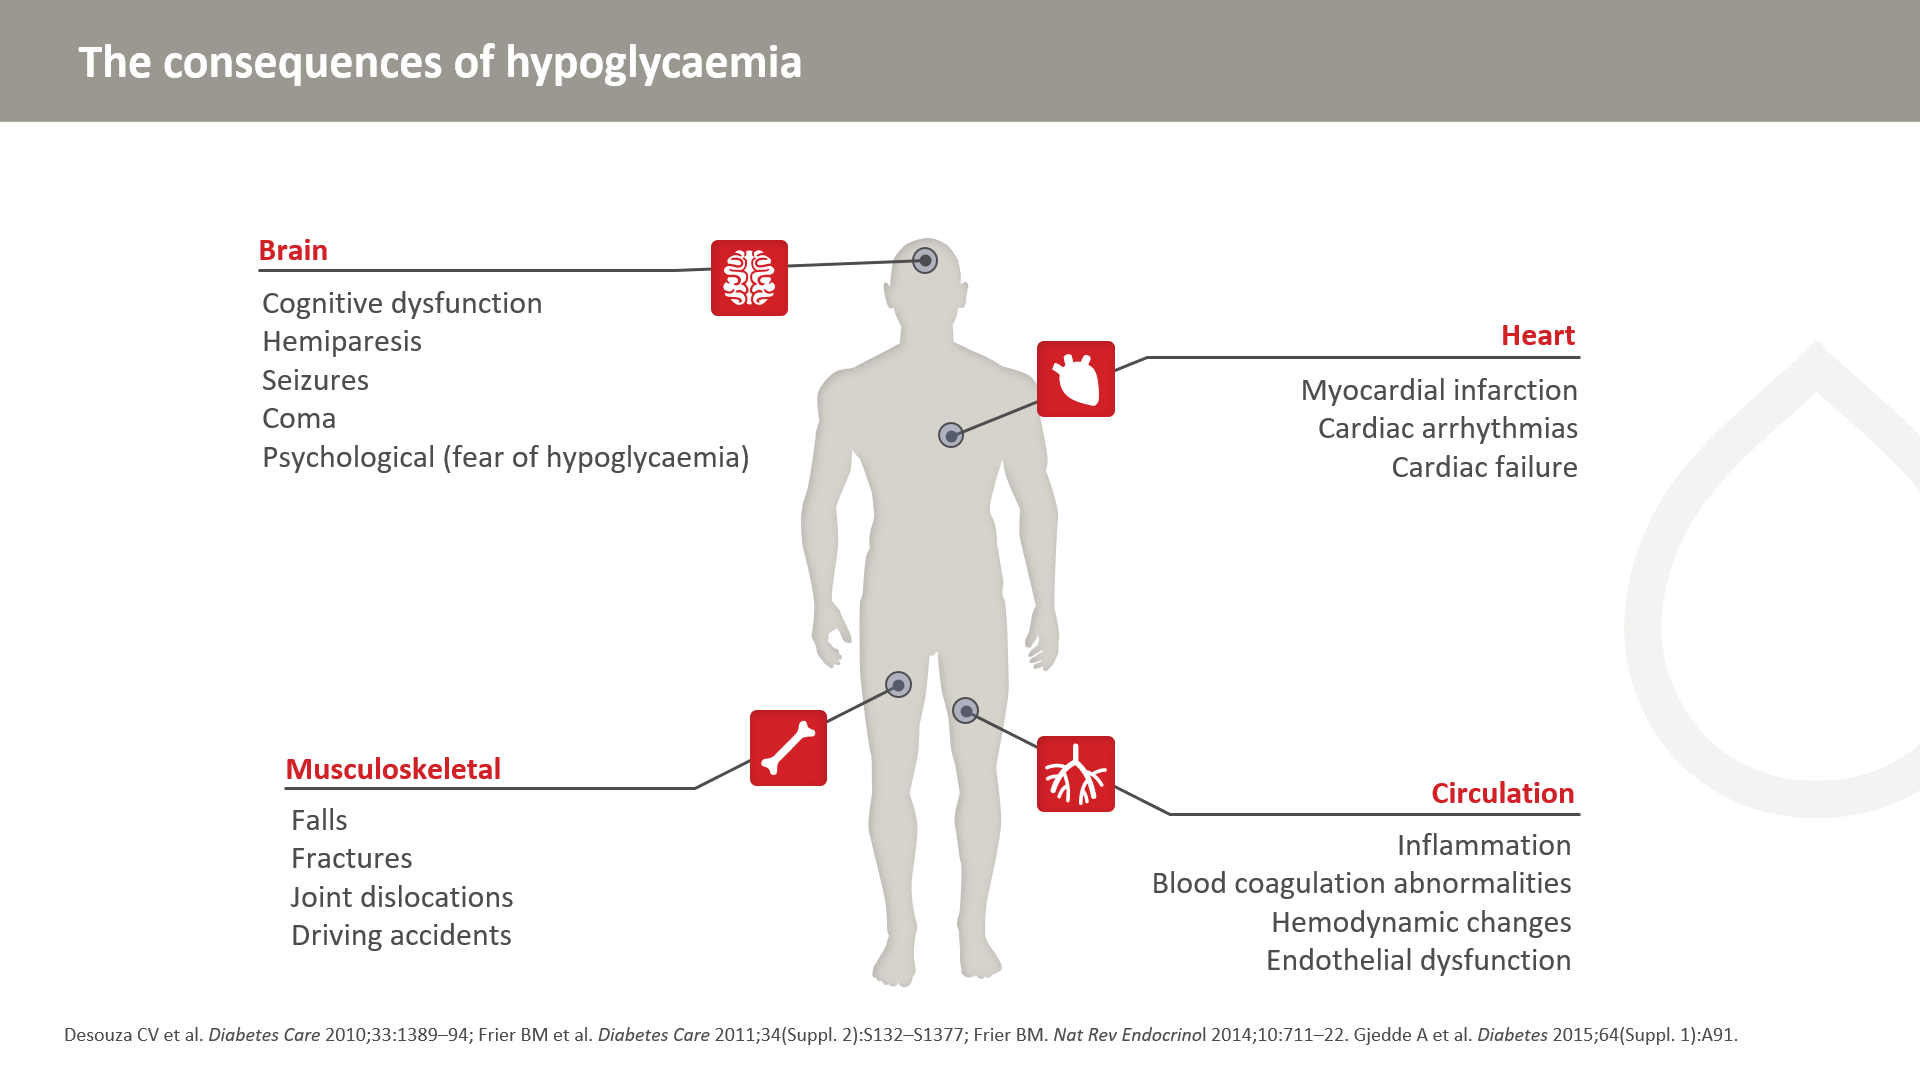 The consequences of hypoglycaemia
Brain
Cognitive dysfunction
Hemiparesis
Seizures
Coma
Psychological (fear of hypoglycaemia)
Heart
Myocardial infarction
Cardiac arrhythmias
Cardiac failure
Musculoskeletal
Falls
Fractures
Joint dislocations
Driving accidents
Circulation
Inflammation
Blood coagulation abnormalities
Hemodynamic changes
Endothelial dysfunction
Desouza CV et al. Diabetes Care 2010;33:1389–94; Frier BM et al. Diabetes Care 2011;34(Suppl. 2):S132–S1377; Frier BM. Nat Rev Endocrinol 2014;10:711–22. Gjedde A et al. Diabetes 2015;64(Suppl. 1):A91.